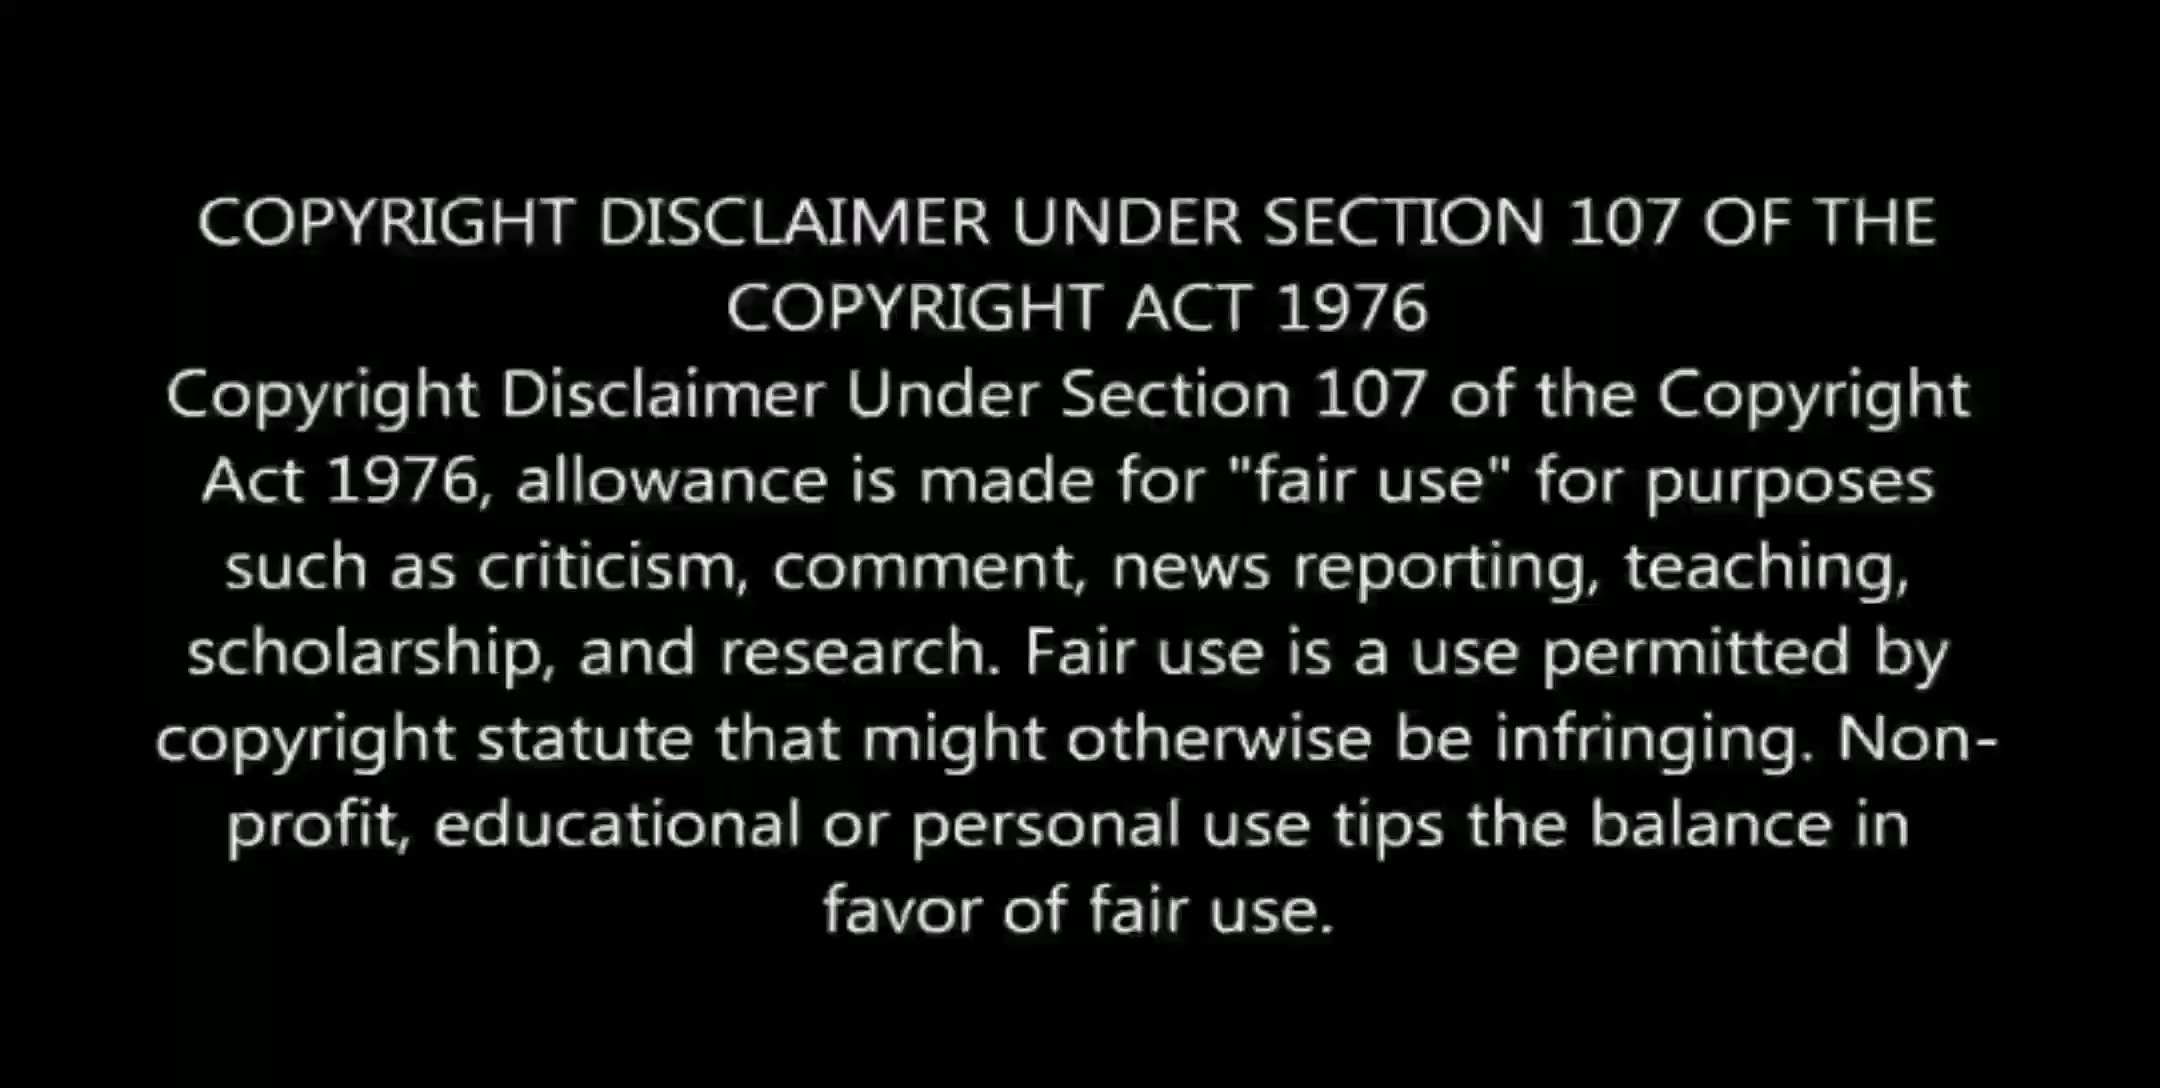 COPYRIGHT DISCLAIMER UNDER SECTION 107 OF THE
COPYRIGHT ACT 1976
Copyright Disclaimer Under Section 107 of the Copyright
Act 1976, allowance is made for "fair use" for purposes
such as criticism, comment, news reporting, teaching,
scholarship, and research. Fair use is a use permitted by
copyright statute that might otherwise be infringing. Non-
profit, educational or personal use tips the balance in
favor of fair use.